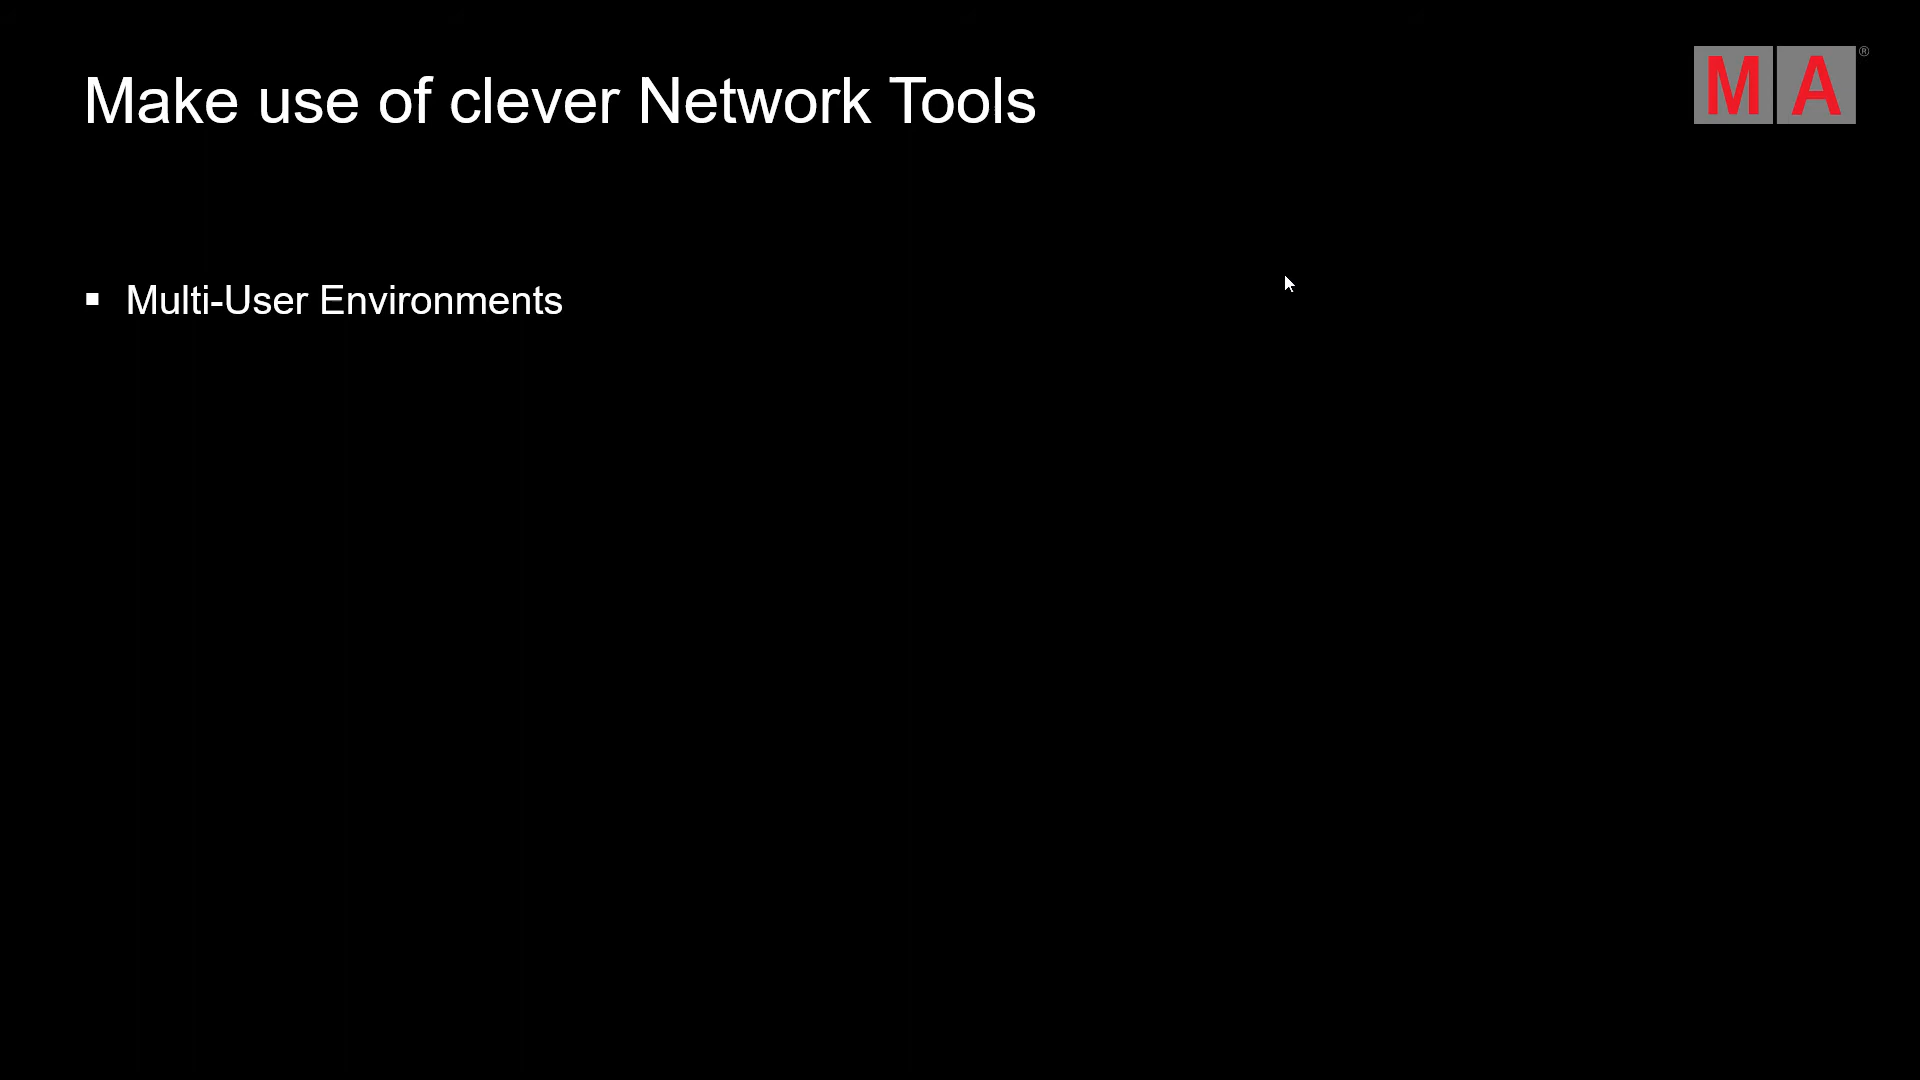 Make use of clever Network Tools
MA®
▪ Multi-User Environments